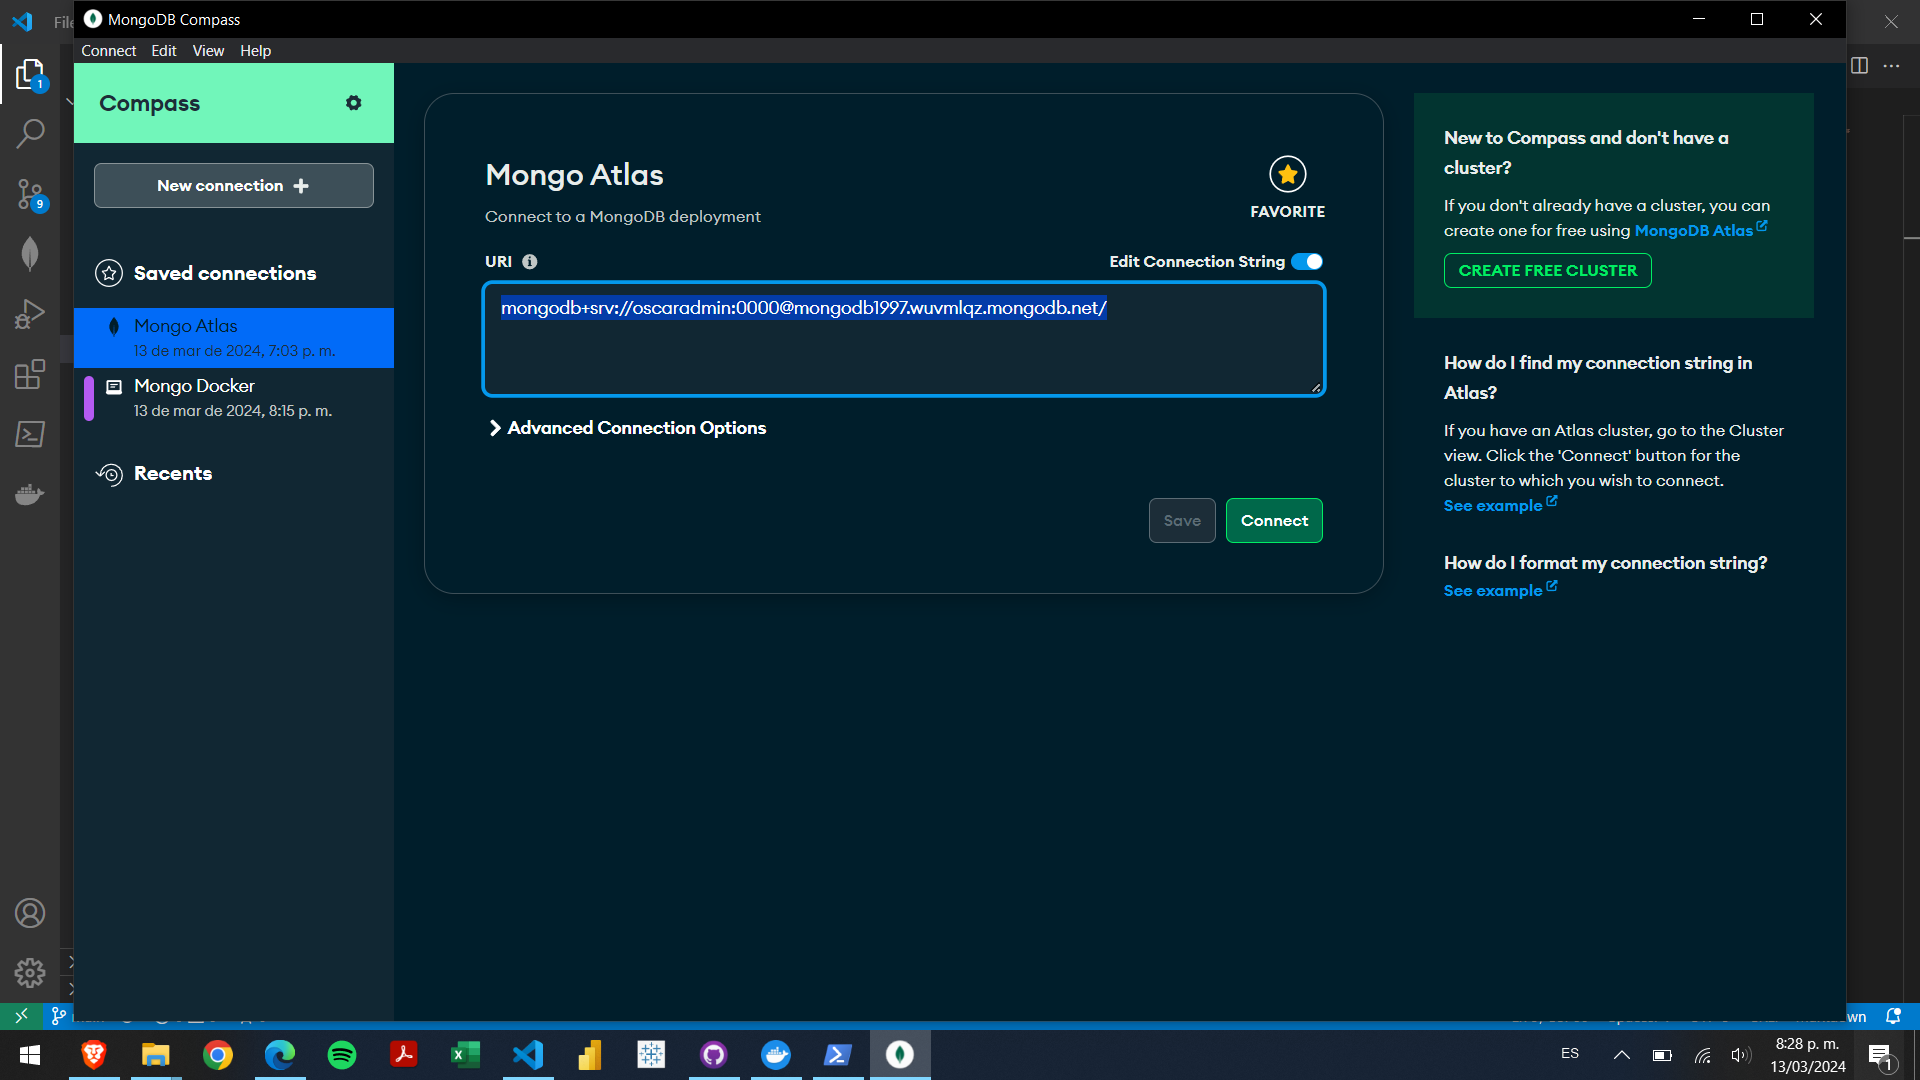 File
MongoDB Compass
Connect Edit View Help
1
9
Compass
New connection
Saved connections
Mongo Atlas
13 de mar de 2024, 7:03 p. m.
Mongo Docker
13 de mar de 2024, 8:15 p. m.
Recents
Mongo Atlas
Connect to a MongoDB deployment
FAVORITE
URI
Edit Connection String
mongodb+srv://oscaradmin:0000@mongodb1997.wuvmlqz.mongodb.net/
Advanced Connection Options
Save
Connect
New to Compass and don't have a
cluster?
If you don't already have a cluster, you can
create one for free using MongoDB Atlas
CREATE FREE CLUSTER
How do I find my connection string in
Atlas?
If you have an Atlas cluster, go to the Cluster
view. Click the 'Connect' button for the
cluster to which you wish to connect.
See example
How do I format my connection string?
See example
ES
8:28 p. m.
13/03/2024
1